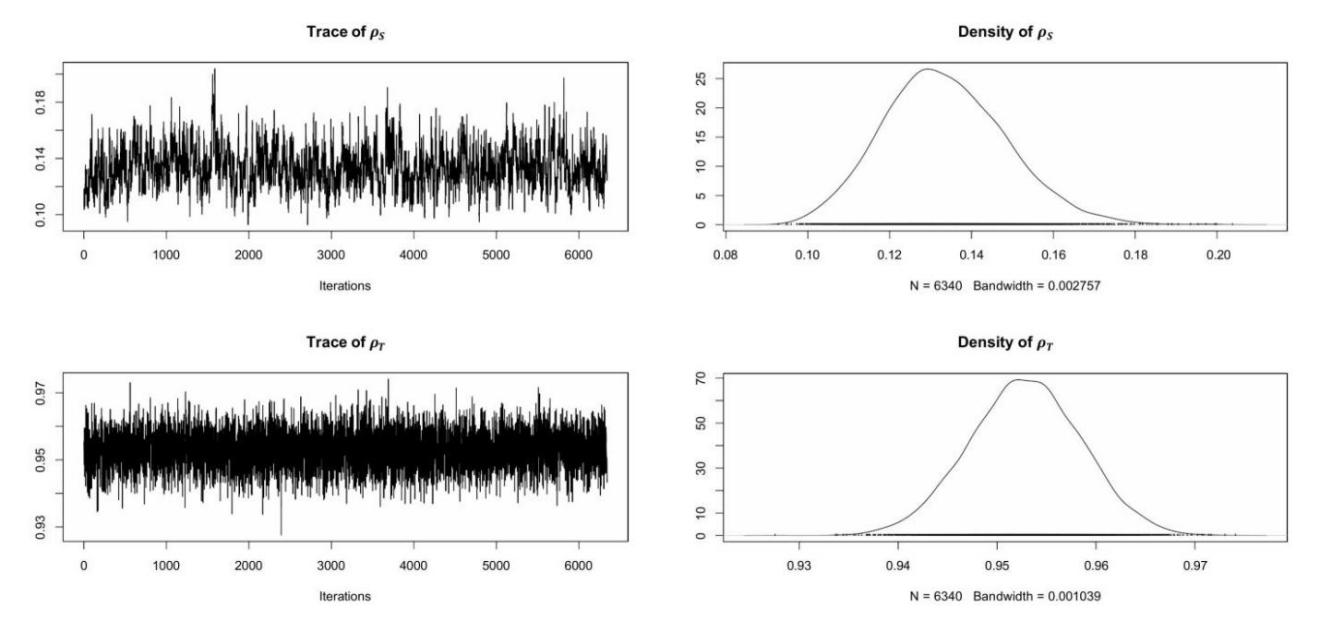 Trace of ρS
0.10 0.14 0.18
0 1000 2000 3000 4000 5000 6000
Iterations
Density of ρS
0 5 10 15 20 25
0.08 0.10 0.12 0.14 0.16 0.18 0.20
N = 6340 Bandwidth = 0.002757
Trace of ρT
0.93 0.95 0.97
0 1000 2000 3000 4000 5000 6000
Iterations
Density of ρT
0 10 30 50 70
0.93 0.94 0.95 0.96 0.97
N = 6340 Bandwidth = 0.001039